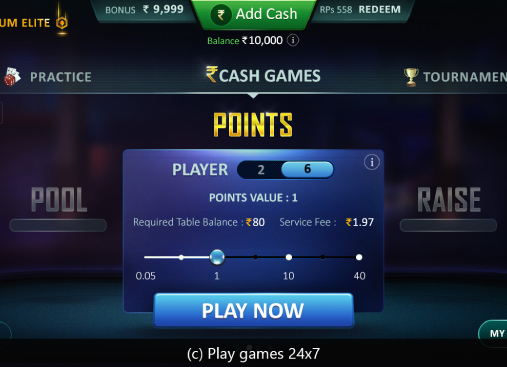 UM ELITE
BONUS ₹ 9,999
₹ Add Cash
RPs 558 REDEEM
Balance ₹10,000 i
PRACTICE
₹CASH GAMES
TOURNAMEN
POINTS
PLAYER 2 6 i
POOL
RAISE
POINTS VALUE : 1
Required Table Balance : ₹80 Service Fee : ₹1.97
0.05 1 10 40
PLAY NOW
MY
(c) Play games 24x7